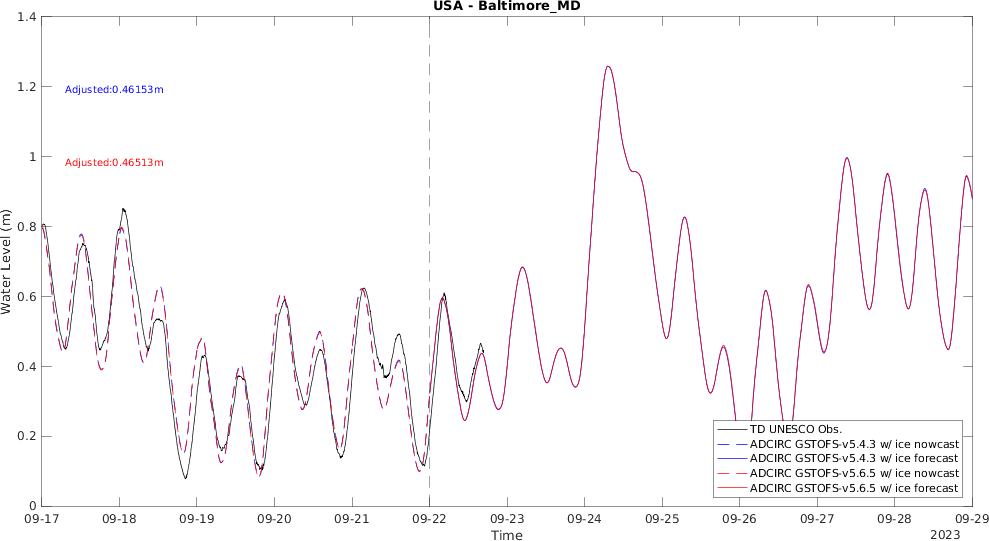 USA - Baltimore_MD
1.4
1.2
1
0.8
0.6
0.4
0.2
0
Water Level (m)
Adjusted:0.46153m
Adjusted:0.46513m
TD UNESCO Obs.
ADCIRC GSTOFS-v5.4.3 w/ ice nowcast
ADCIRC GSTOFS-v5.4.3 w/ ice forecast
ADCIRC GSTOFS-v5.6.5 w/ ice nowcast
ADCIRC GSTOFS-v5.6.5 w/ ice forecast
09-17 09-18 09-19 09-20 09-21 09-22 09-23 09-24 09-25 09-26 09-27 09-28 09-29
Time
2023